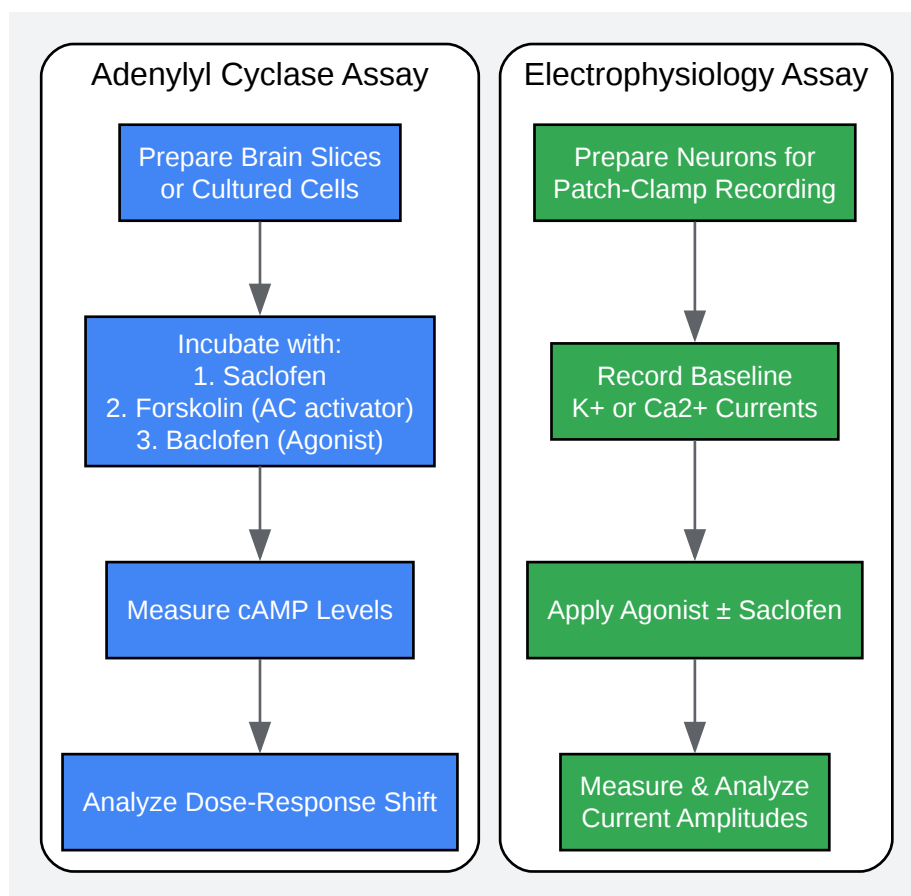 Adenylyl Cyclase Assay
Prepare Brain Slices
or Cultured Cells
Incubate with:
1. Saclofen
2. Forskolin (AC activator)
3. Baclofen (Agonist)
Measure cAMP Levels
Analyze Dose-Response Shift
Electrophysiology Assay
Prepare Neurons for
Patch-Clamp Recording
Record Baseline
K+ or Ca2+ Currents
Apply Agonist ± Saclofen
Measure & Analyze
Current Amplitudes